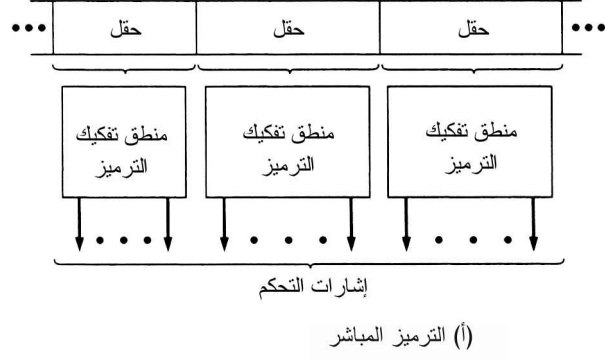 ••• حقل حقل حقل •••
منطق تفكيك الترميز
منطق تفكيك الترميز
منطق تفكيك الترميز
إشارات التحكم
(أ) الترميز المباشر